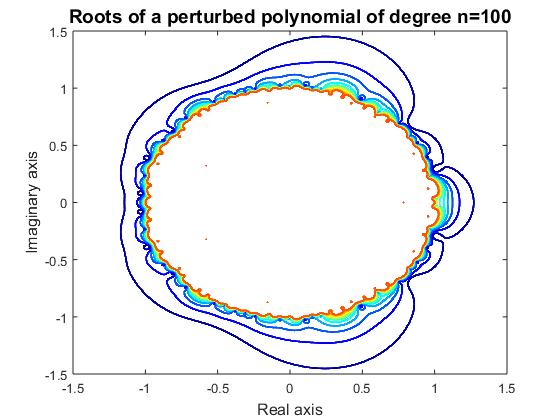 Roots of a perturbed polynomial of degree n=100
1.5
1
0.5
0
-0.5
-1
-1.5
Imaginary axis
-1.5 -1 -0.5 0 0.5 1 1.5
Real axis